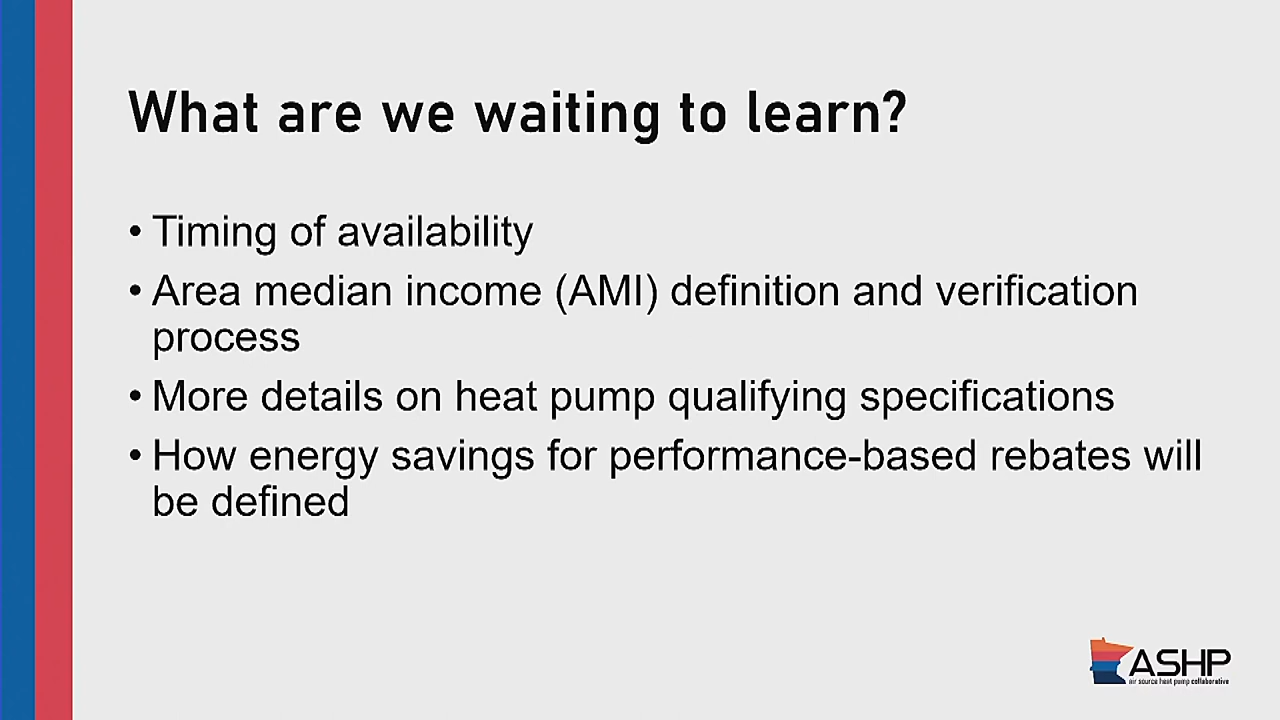 What are we waiting to learn?
• Timing of availability
• Area median income (AMI) definition and verification
process
• More details on heat pump qualifying specifications
• How energy savings for performance-based rebates will
be defined
ASHP
air source heat pump collaborative